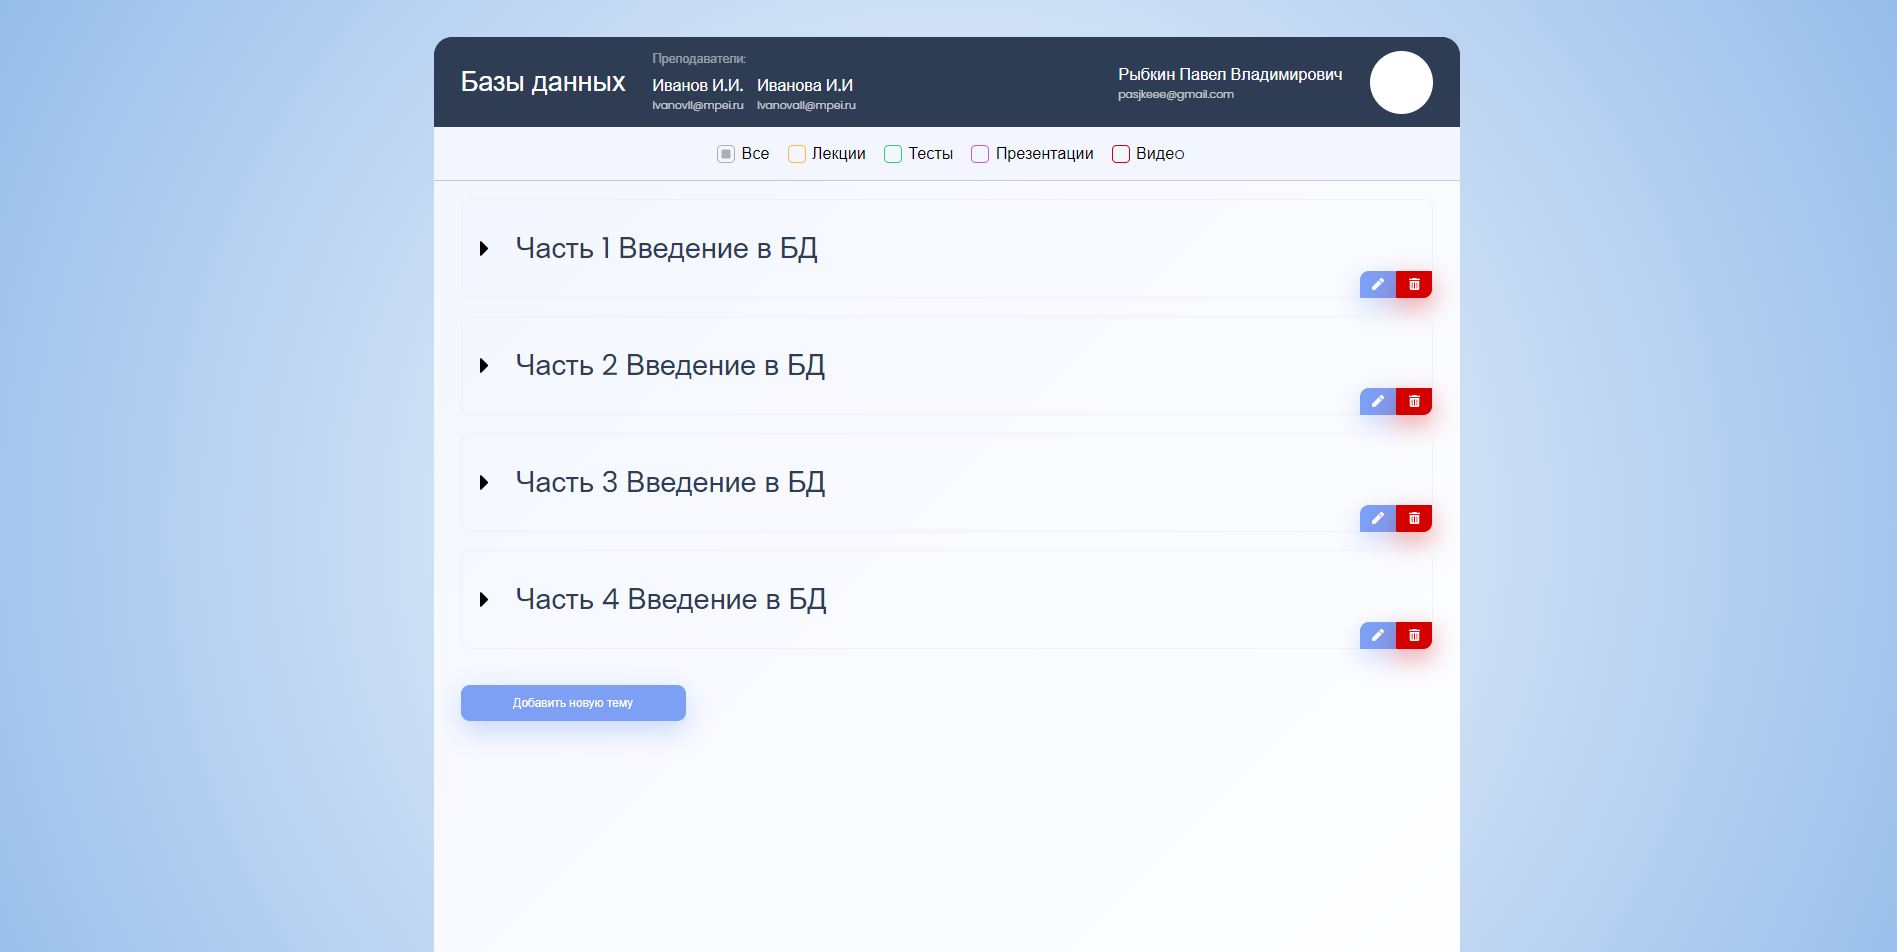 Базы данных
Преподаватели:
Иванов И.И. Иванова И.И
IvanovII@mpei.ru IvanovaII@mpei.ru
Рыбкин Павел Владимирович
pasjkeee@gmail.com
Все Лекции Тесты Презентации Видео
Часть 1 Введение в БД
Часть 2 Введение в БД
Часть 3 Введение в БД
Часть 4 Введение в БД
Добавить новую тему